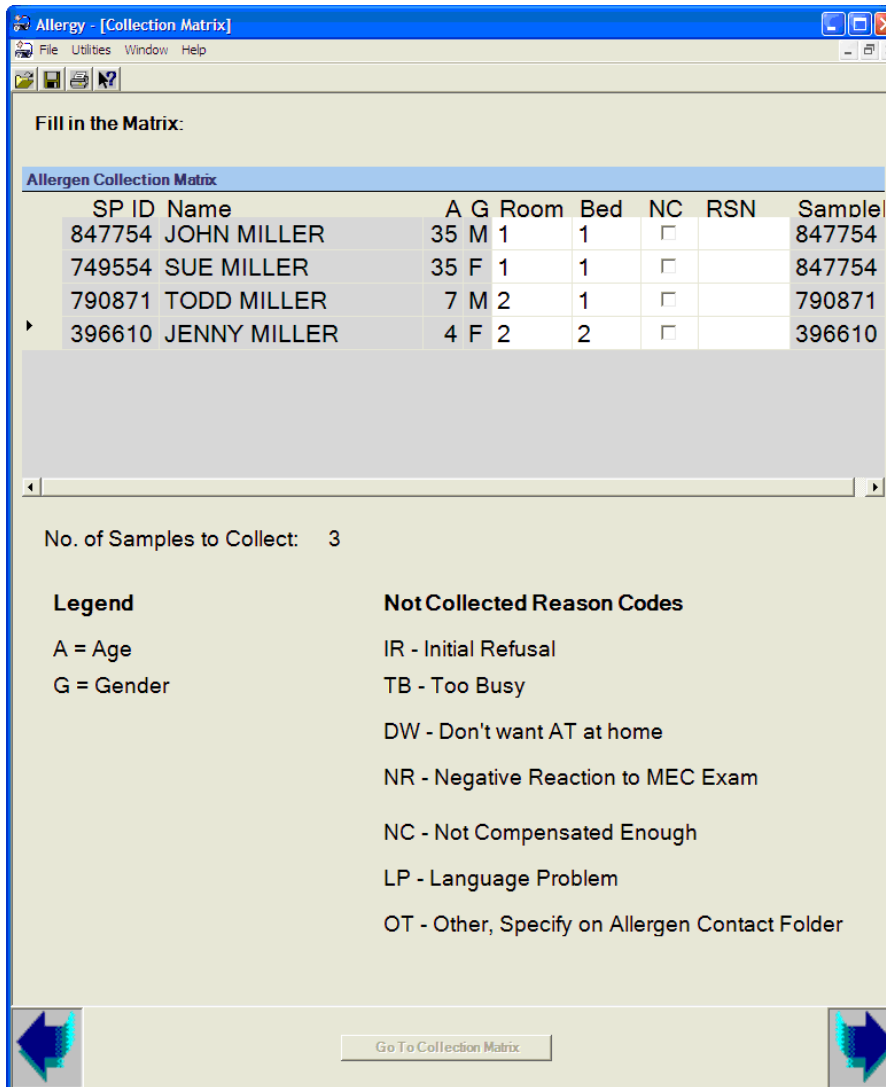 Allergy - [Collection Matrix]
File Utilities Window Help
Fill in the Matrix:
Allergen Collection Matrix
SP ID Name A G Room Bed NC RSN SampleI
847754 JOHN MILLER 35 M 1 1 847754
749554 SUE MILLER 35 F 1 1 847754
790871 TODD MILLER 7 M 2 1 790871
396610 JENNY MILLER 4 F 2 2 396610
No. of Samples to Collect: 3
Legend
A = Age
G = Gender
Not Collected Reason Codes
IR - Initial Refusal
TB - Too Busy
DW - Don't want AT at home
NR - Negative Reaction to MEC Exam
NC - Not Compensated Enough
LP - Language Problem
OT - Other, Specify on Allergen Contact Folder
Go To Collection Matrix